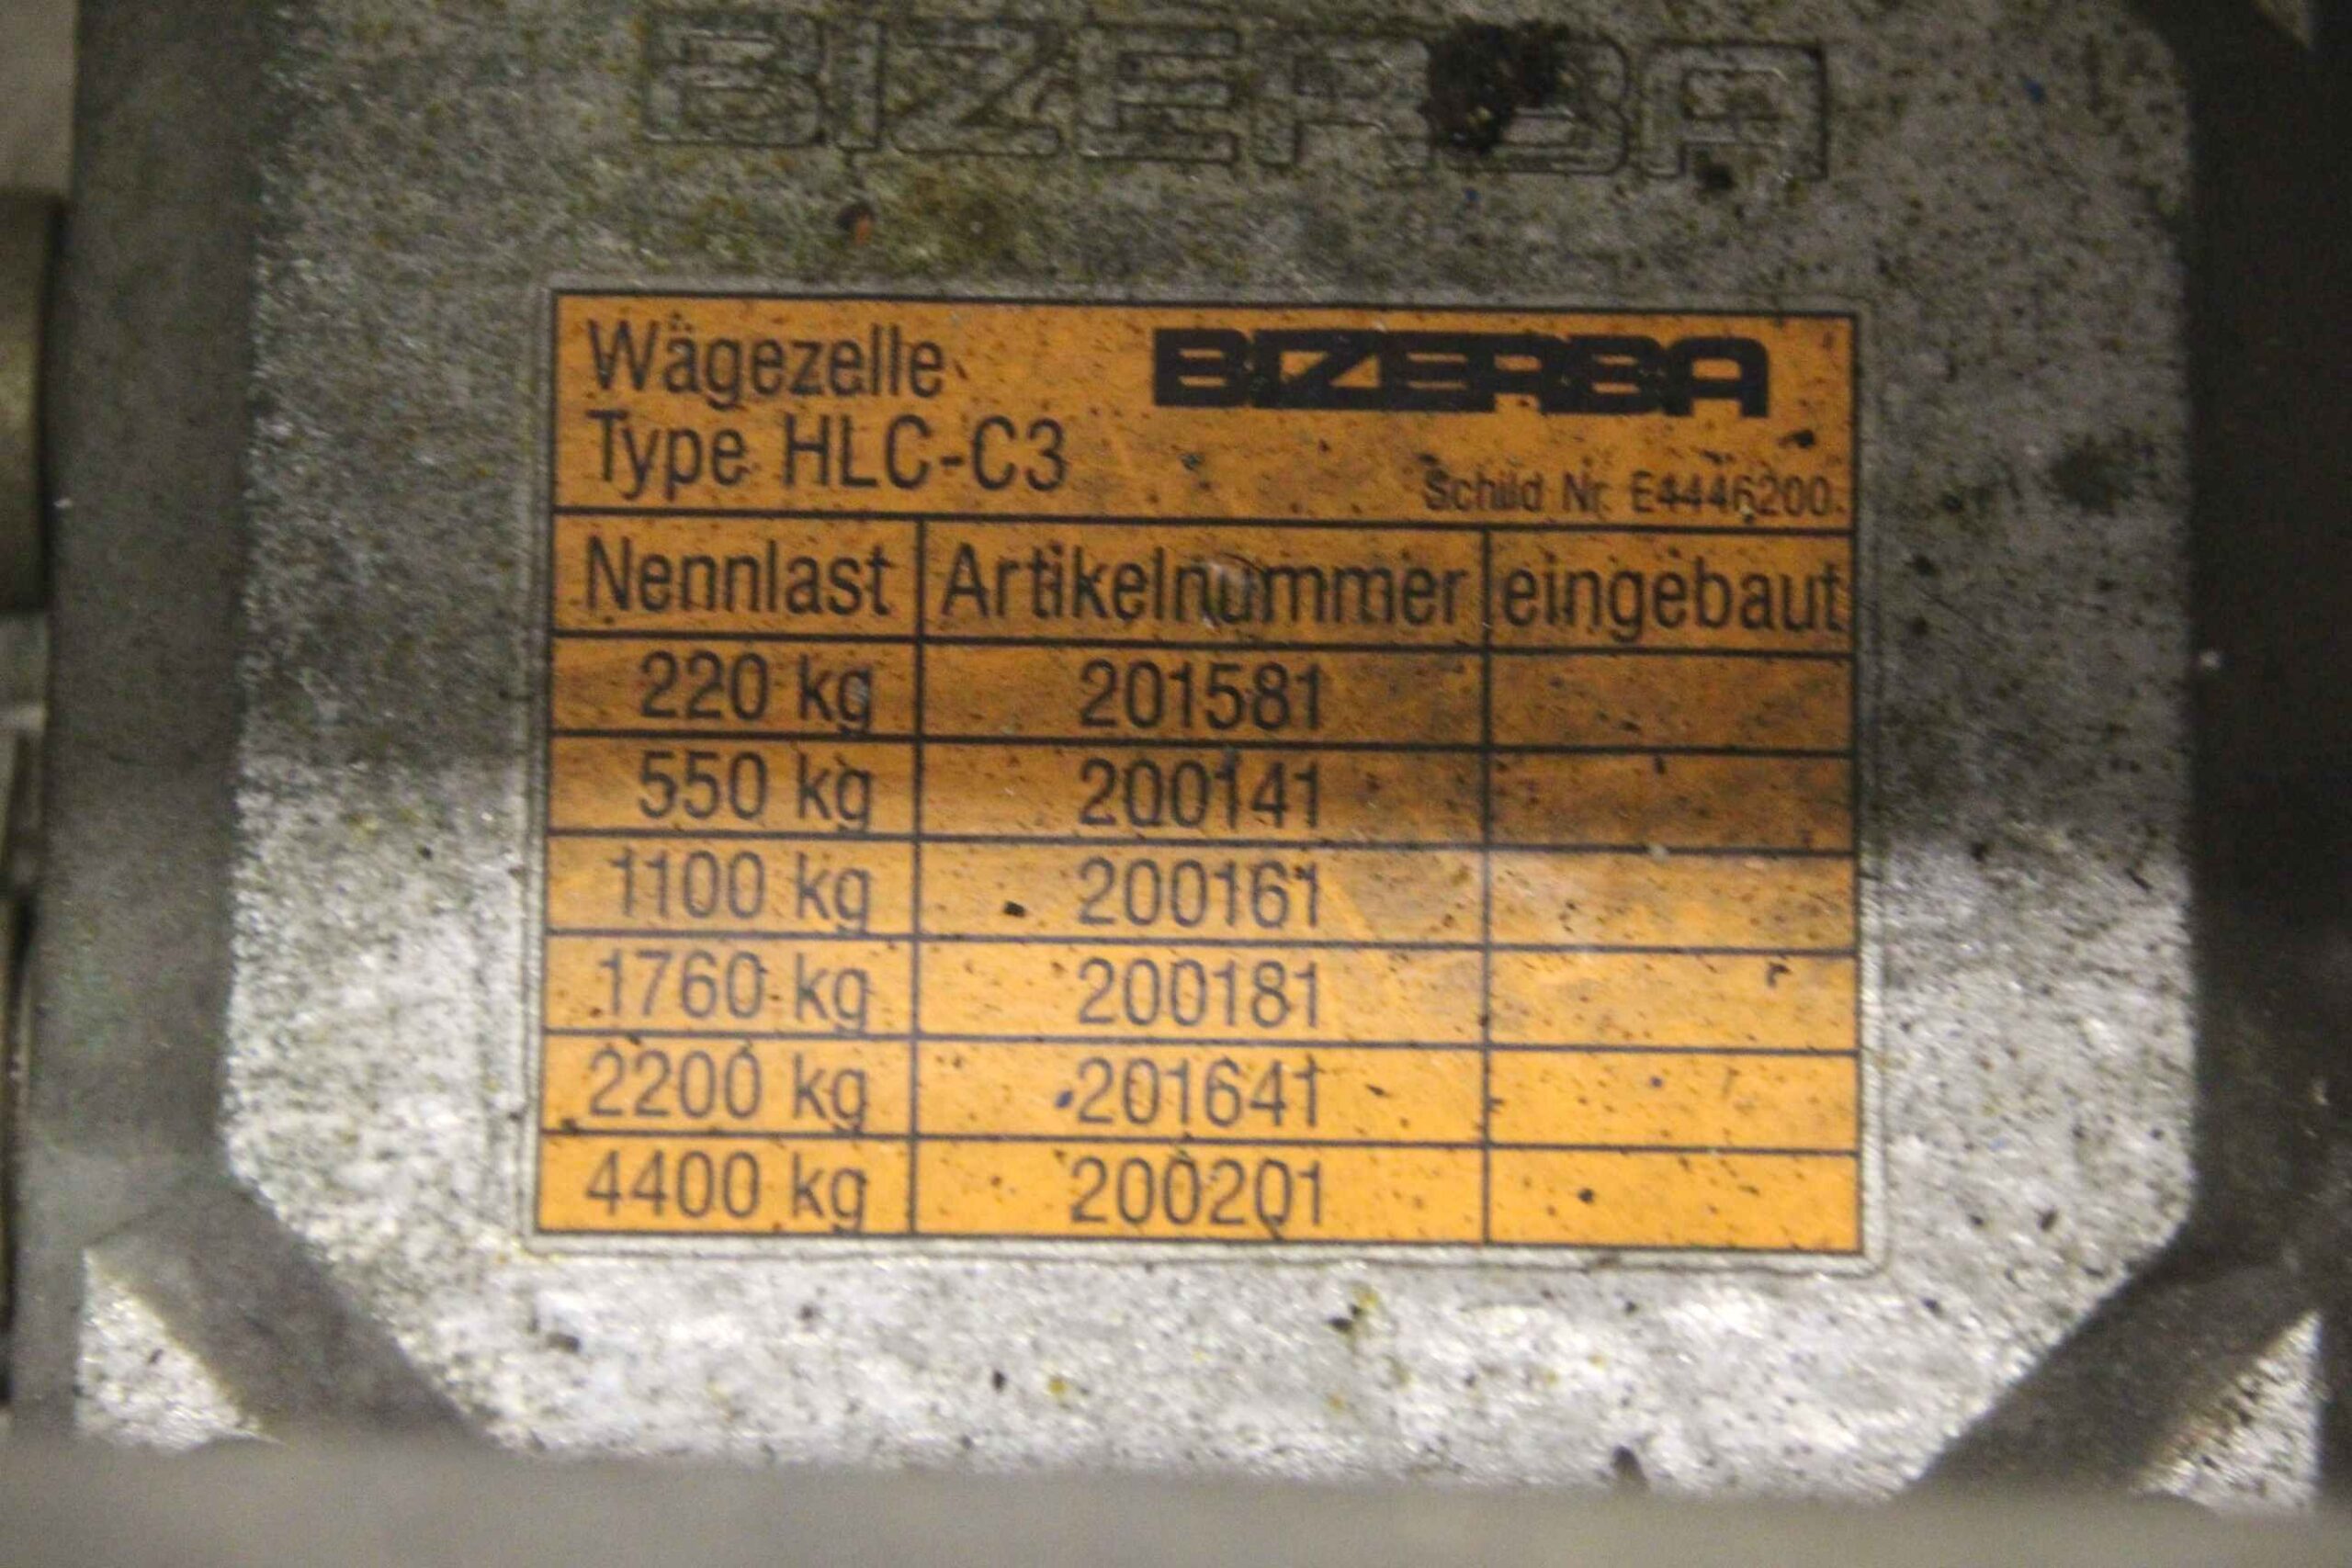 BIZERBA
Wägezelle BIZERBA
Type HLC-C3
Schild Nr. E4446200
Nennlast Artikelnummer eingebaut
220 kg 201581
550 kg 200141
1100 kg 200161
1760 kg 200181
2200 kg 201641
4400 kg 200201